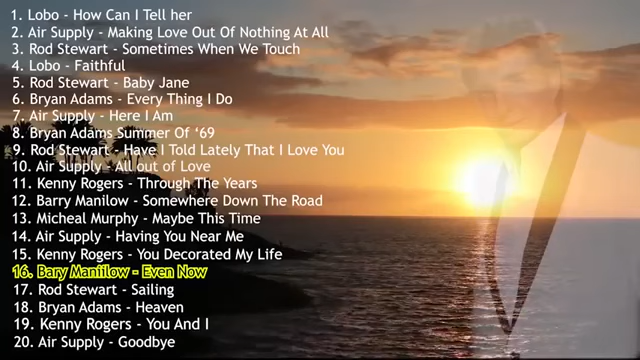 1. Lobo - How Can I Tell her
2. Air Supply - Making Love Out Of Nothing At All
3. Rod Stewart - Sometimes When We Touch
4. Lobo - Faithful
5. Rod Stewart - Baby Jane
6. Bryan Adams - Every Thing I Do
7. Air Supply - Here I Am
8. Bryan Adams Summer Of ‘69
9. Rod Stewart - Have I Told Lately That I Love You
10. Air Supply - All out of Love
11. Kenny Rogers - Through The Years
12. Barry Manilow - Somewhere Down The Road
13. Micheal Murphy - Maybe This Time
14. Air Supply - Having You Near Me
15. Kenny Rogers - You Decorated My Life
16. Bary Maniilow - Even Now
17. Rod Stewart - Sailing
18. Bryan Adams - Heaven
19. Kenny Rogers - You And I
20. Air Supply - Goodbye